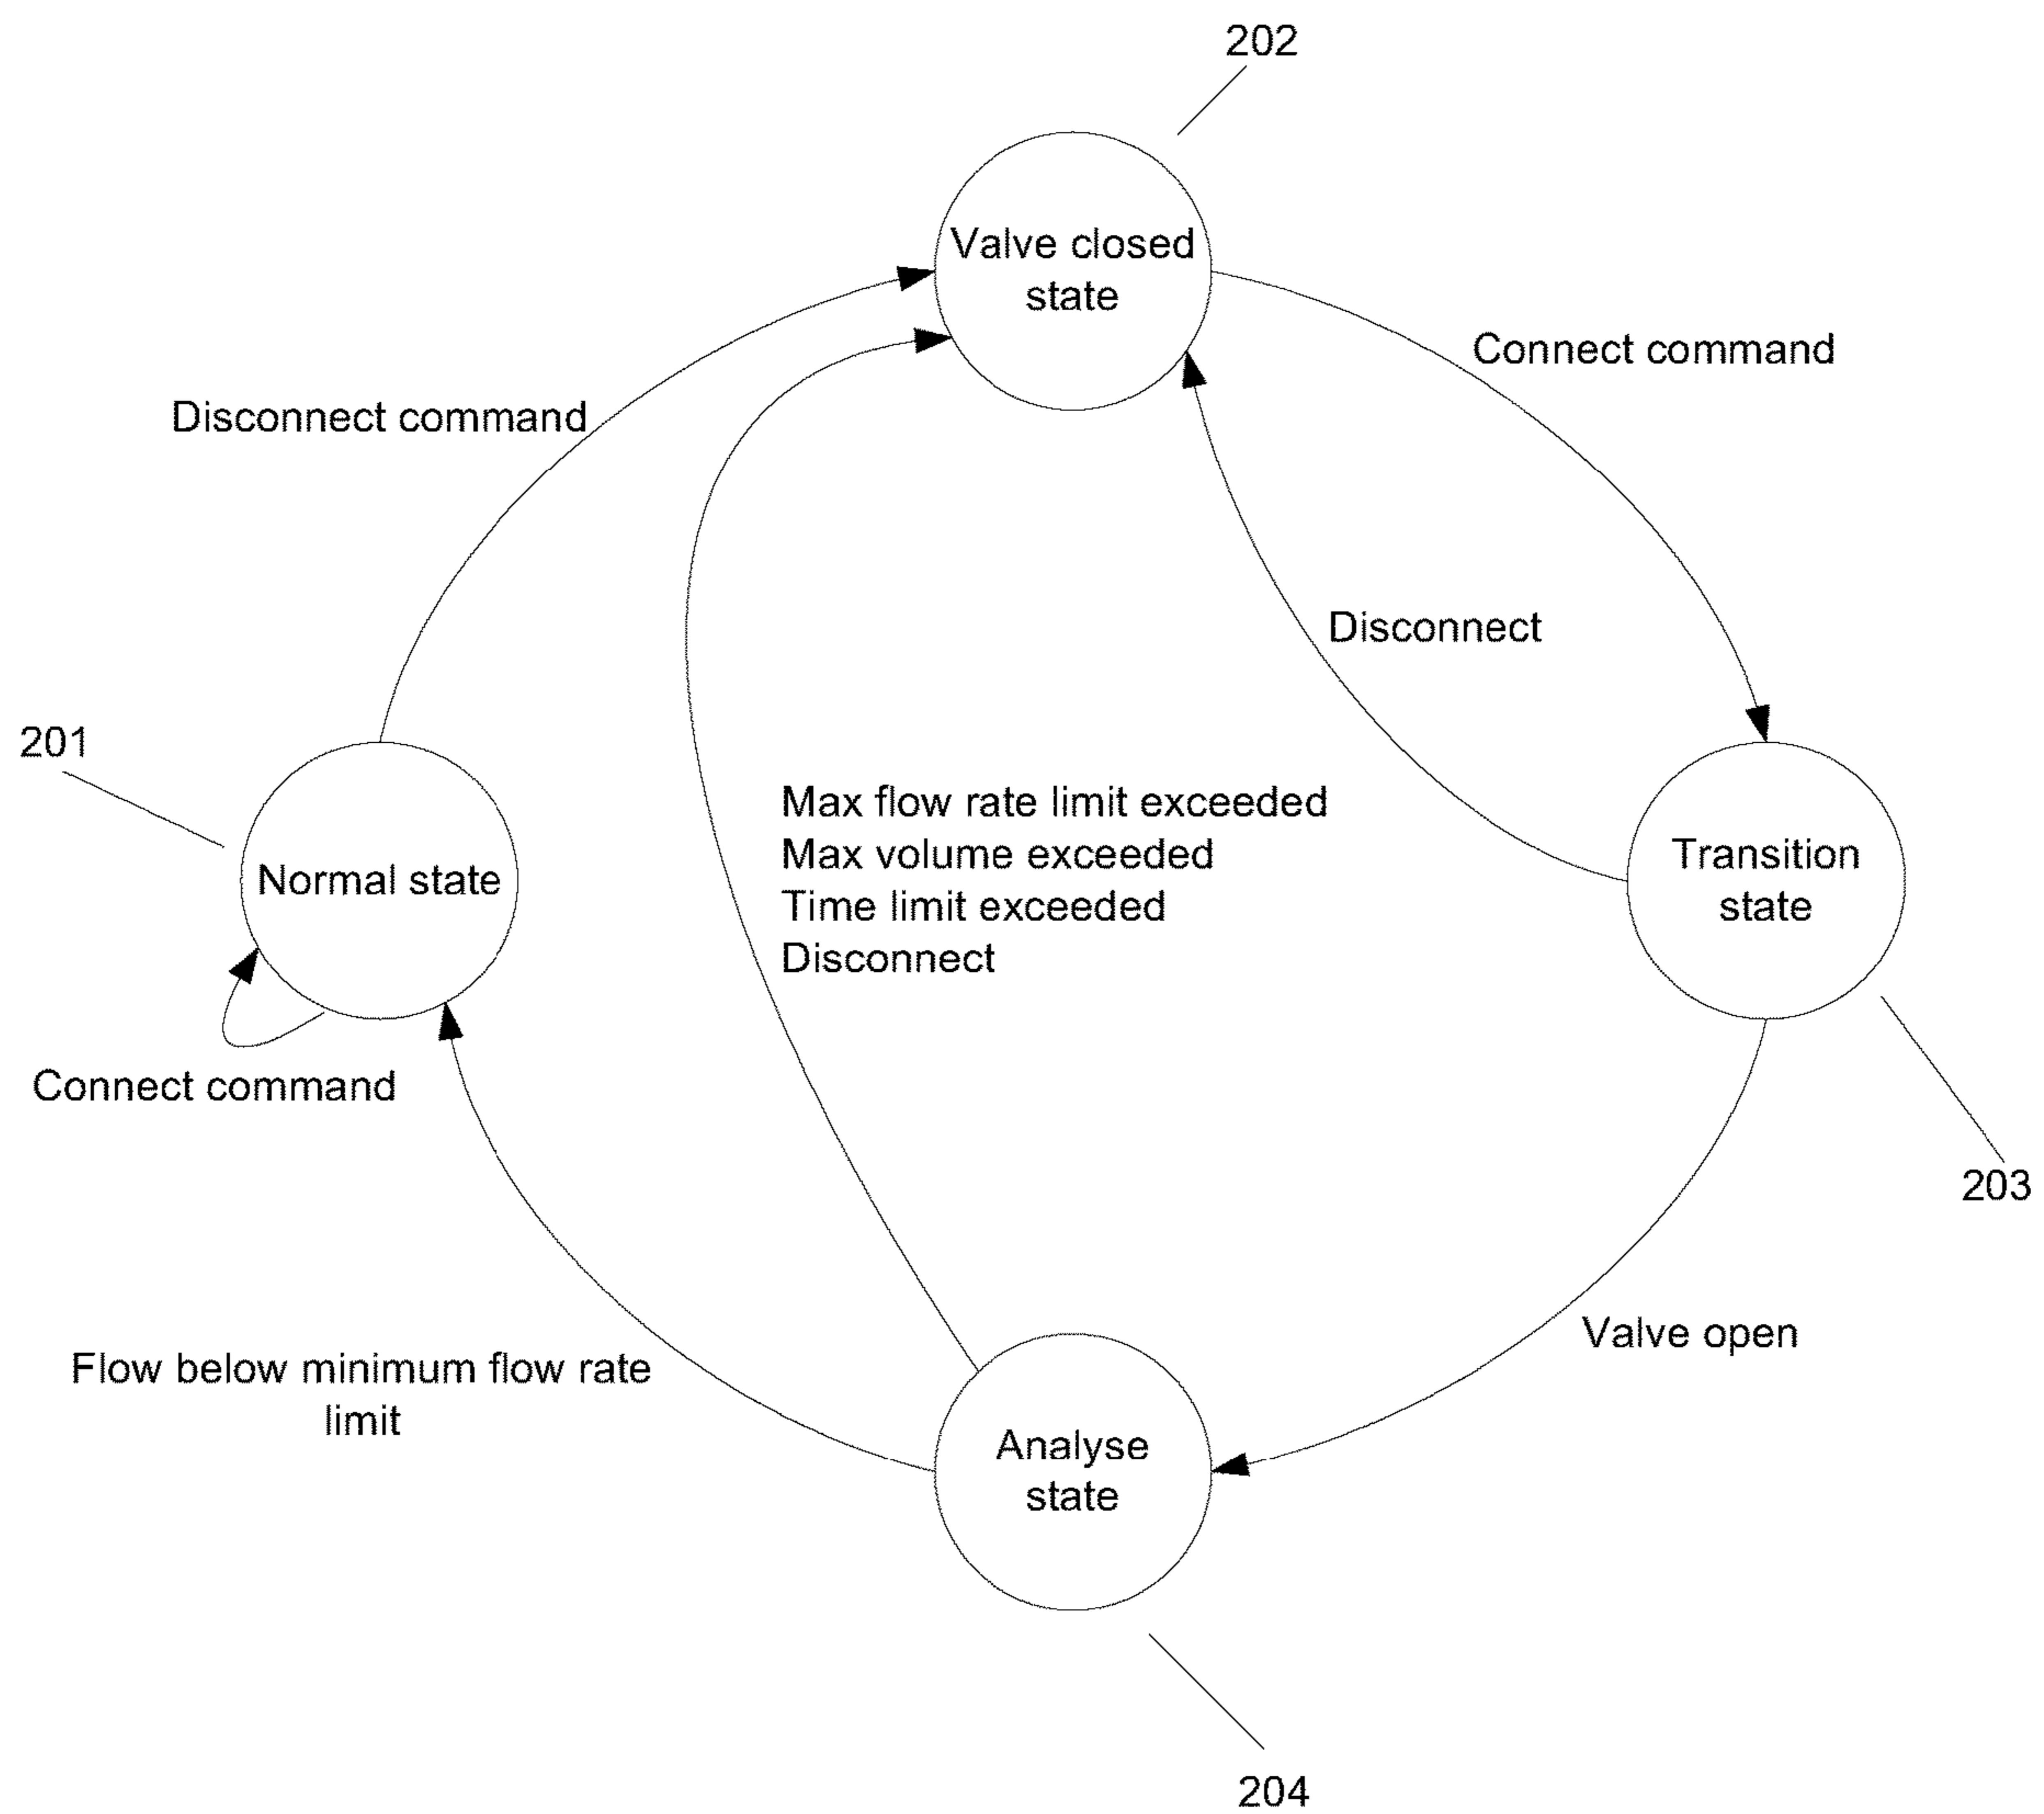 202
Valve closed
state
Connect command
Disconnect command
Disconnect
201
Normal state
Max flow rate limit exceeded
Max volume exceeded
Time limit exceeded
Disconnect
Transition
state
Connect command
203
Valve open
Flow below minimum flow rate
limit
Analyse
state
204